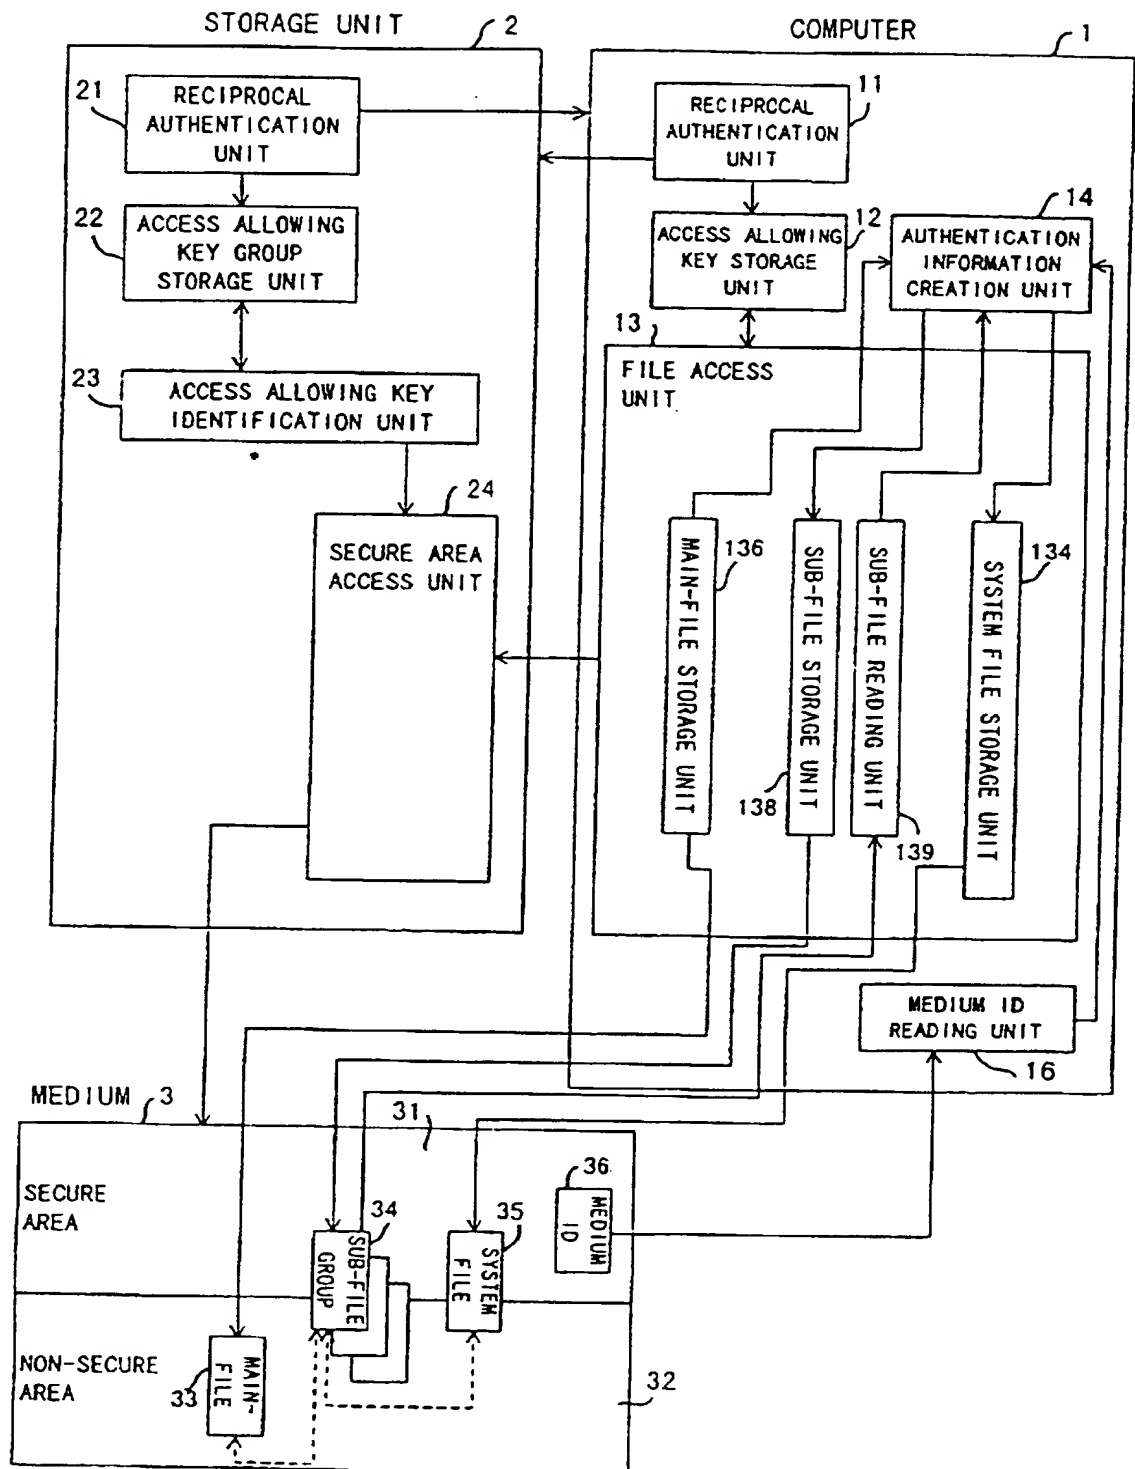 STORAGE UNIT
2
COMPUTER
1
21
RECIPROCAL
AUTHENTICATION
UNIT
11
RECIPROCAL
AUTHENTICATION
UNIT
22
ACCESS ALLOWING
KEY GROUP
STORAGE UNIT
12
ACCESS ALLOWING
KEY STORAGE
UNIT
14
AUTHENTICATION
INFORMATION
CREATION UNIT
23
ACCESS ALLOWING KEY
IDENTIFICATION UNIT
13
FILE ACCESS
UNIT
24
SECURE AREA
ACCESS UNIT
136
MAIN-FILE STORAGE UNIT
SUB-FILE STORAGE UNIT
138
SUB-FILE READING UNIT
139
134
SYSTEM FILE STORAGE UNIT
MEDIUM ID
READING UNIT
16
MEDIUM
3
31
SECURE
AREA
34
SUB-FILE
GROUP
35
SYSTEM
FILE
36
MEDIUM
ID
NON-SECURE
AREA
33
MAIN-
FILE
32